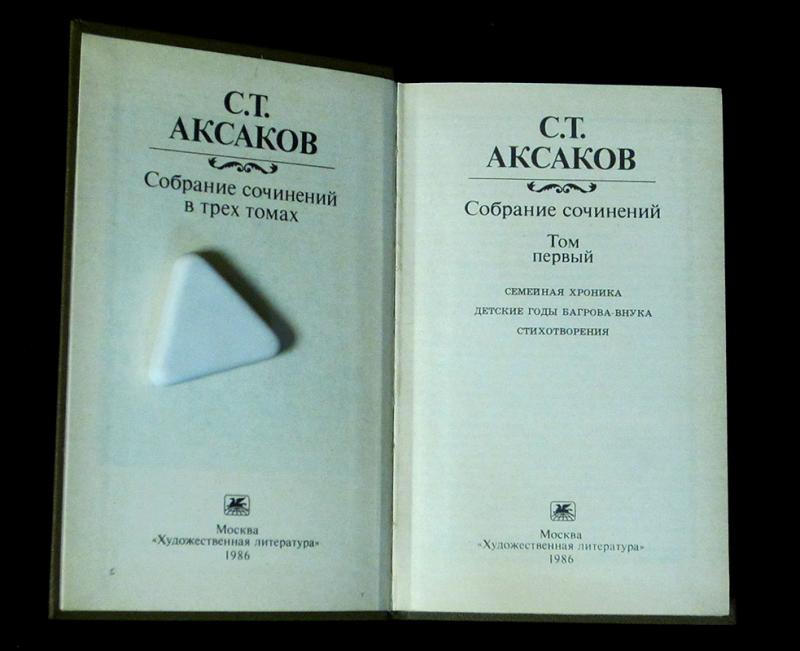 С.Т.
АКСАКОВ
Собрание сочинений
в трех томах
Москва
«Художественная литература»
1986
С.Т.
АКСАКОВ
Собрание сочинений
Том
первый
СЕМЕЙНАЯ ХРОНИКА
ДЕТСКИЕ ГОДЫ БАГРОВА-ВНУКА
СТИХОТВОРЕНИЯ
Москва
«Художественная литература»
1986